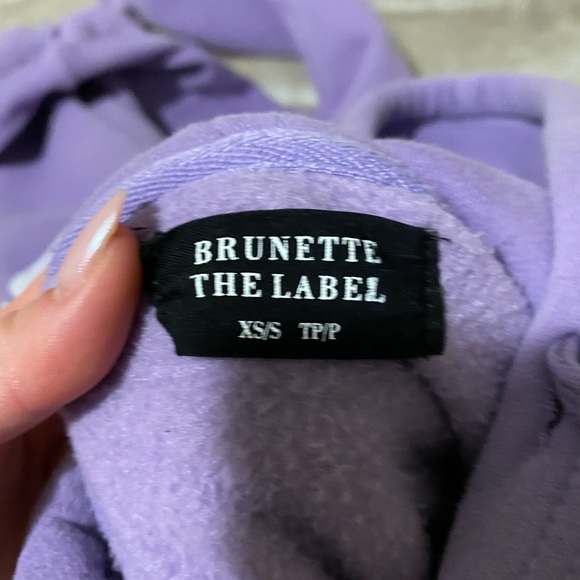 BRUNETTE
THE LABEL
XS/S TP/P